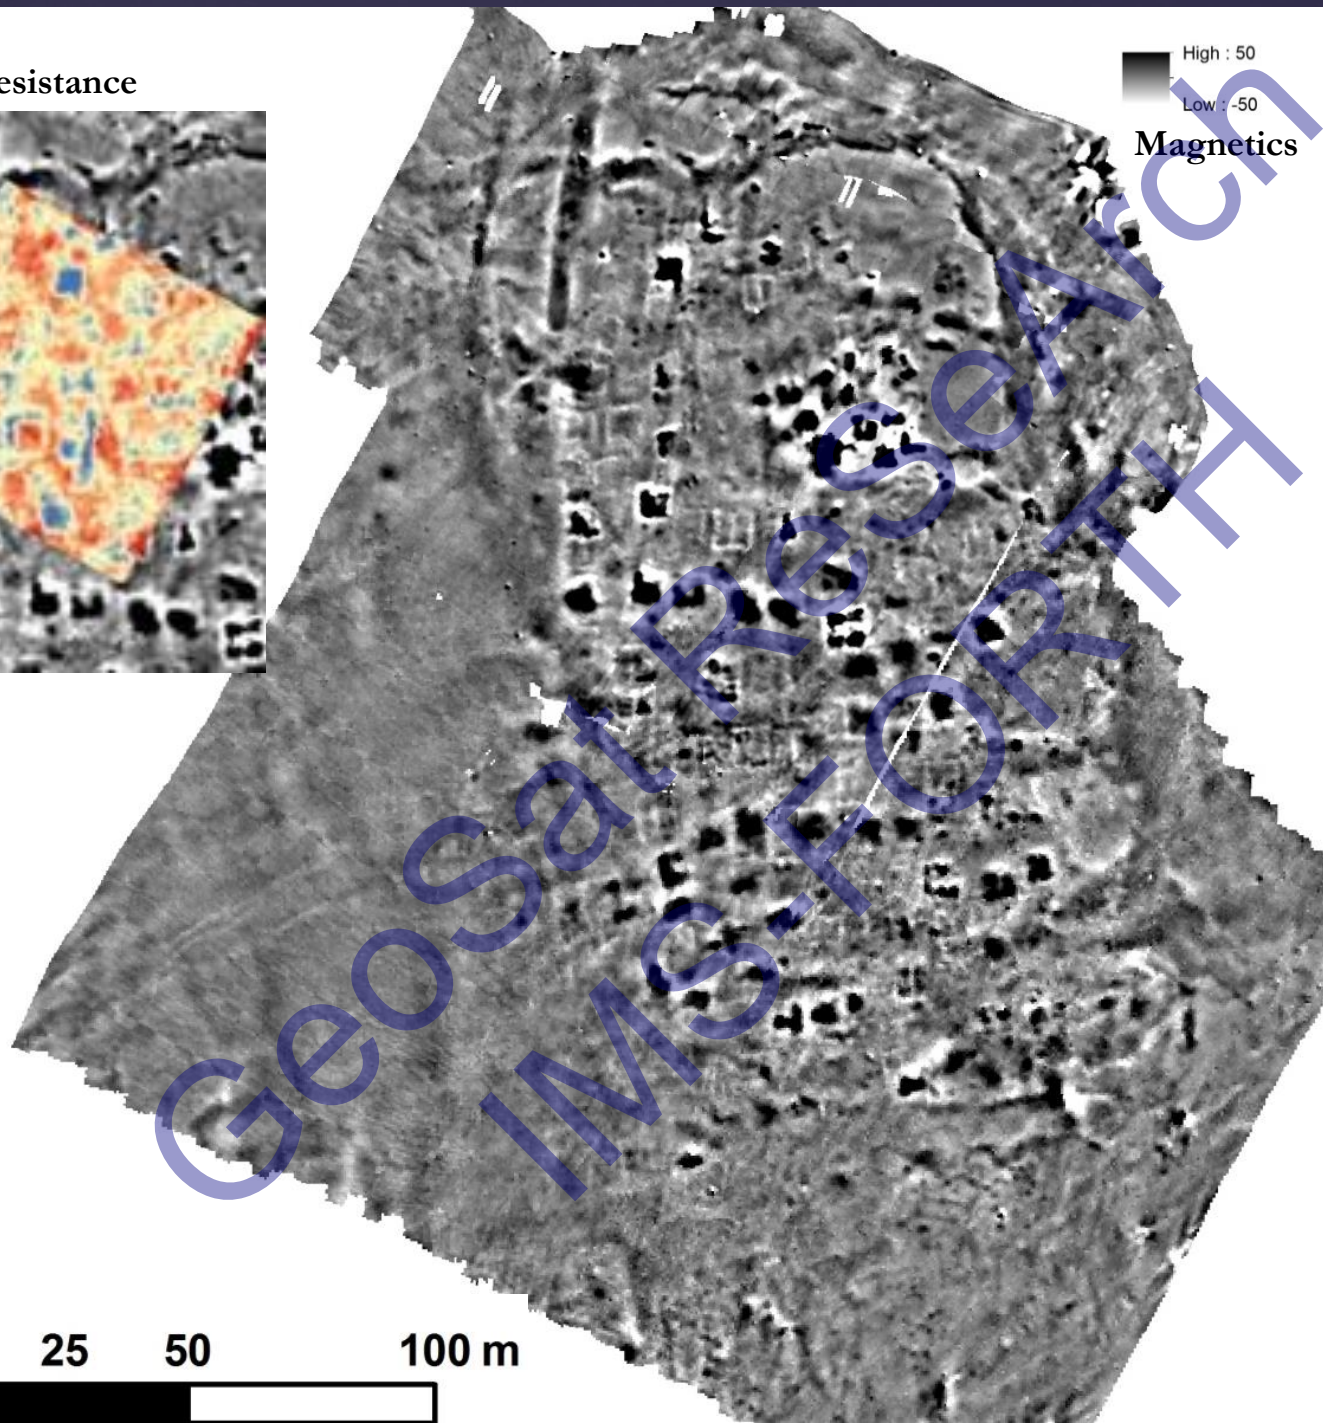 esistance
High : 50
Low : -50
Magnetics
GeoSat ReSeArch
IMS-FORTH
25 50 100 m